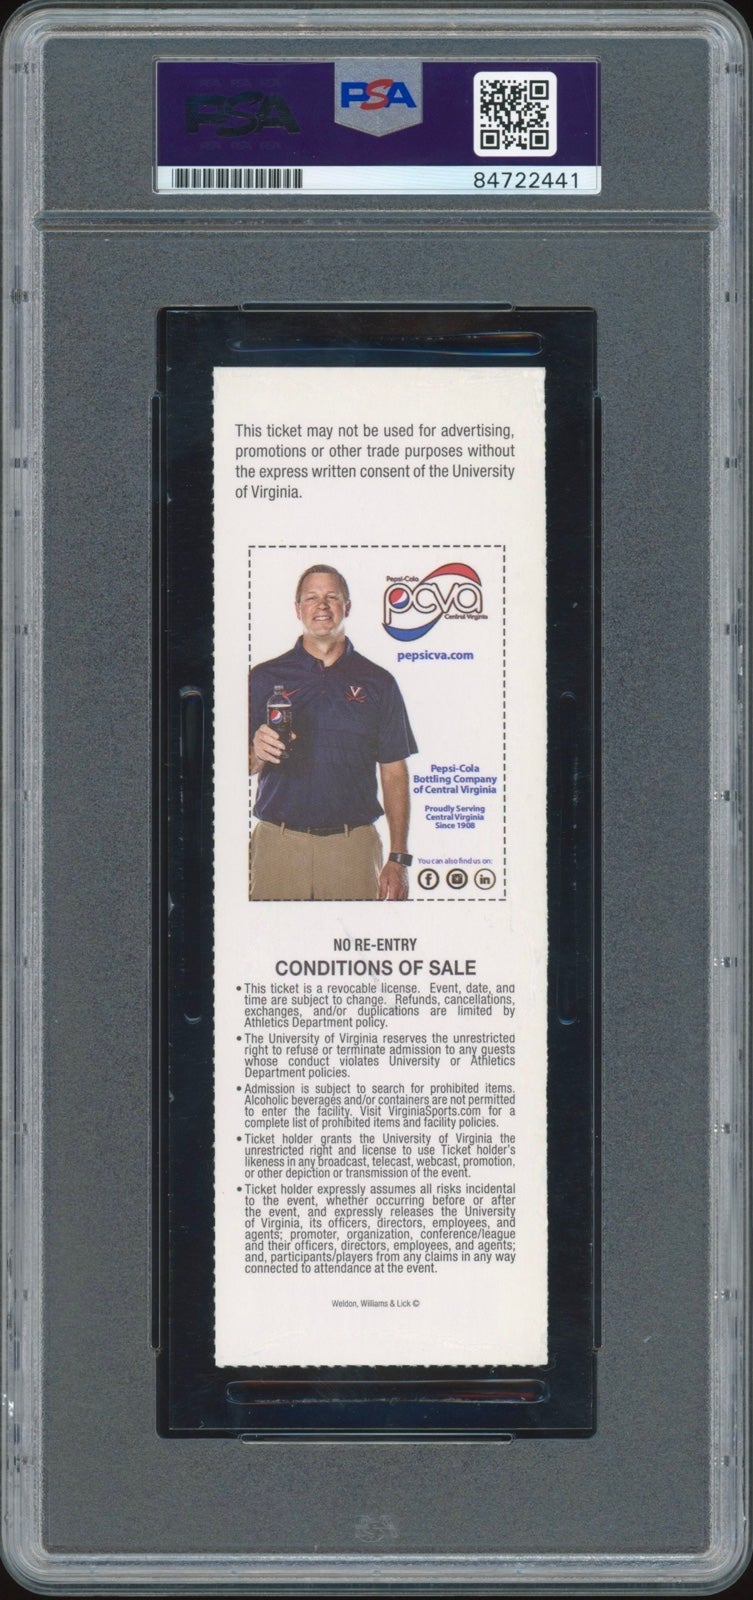 PSA
PSA
84722441
This ticket may not be used for advertising,
promotions or other trade purposes without
the express written consent of the University
of Virginia.
Pepsi-Cola
pcva
Central Virginia
pepsicva.com
V
Pepsi-Cola
Bottling Company
of Central Virginia
Proudly Serving
Central Virginia
Since 1908
You can also find us on:
f
in
NO RE-ENTRY
CONDITIONS OF SALE
• This ticket is a revocable license. Event, date, and
time are subject to change. Refunds, cancellations,
exchanges, and/or duplications are limited by
Athletics Department policy.
• The University of Virginia reserves the unrestricted
right to refuse or terminate admission to any guests
whose conduct violates University or Athletics
Department policies.
• Admission is subject to search for prohibited items.
Alcoholic beverages and/or containers are not permitted
to enter the facility. Visit VirginiaSports.com for a
complete list of prohibited items and facility policies.
• Ticket holder grants the University of Virginia the
unrestricted right and license to use Ticket holder's
likeness in any broadcast, telecast, webcast, promotion,
or other depiction or transmission of the event.
• Ticket holder expressly assumes all risks incidental
to the event, whether occurring before or after
the event, and expressly releases the University
of Virginia, its officers, directors, employees, and
agents; promoter, organization, conference/league
and their officers, directors, employees, and agents;
and, participants/players from any claims in any way
connected to attendance at the event.
Weldon, Williams & Lick ©
PSA